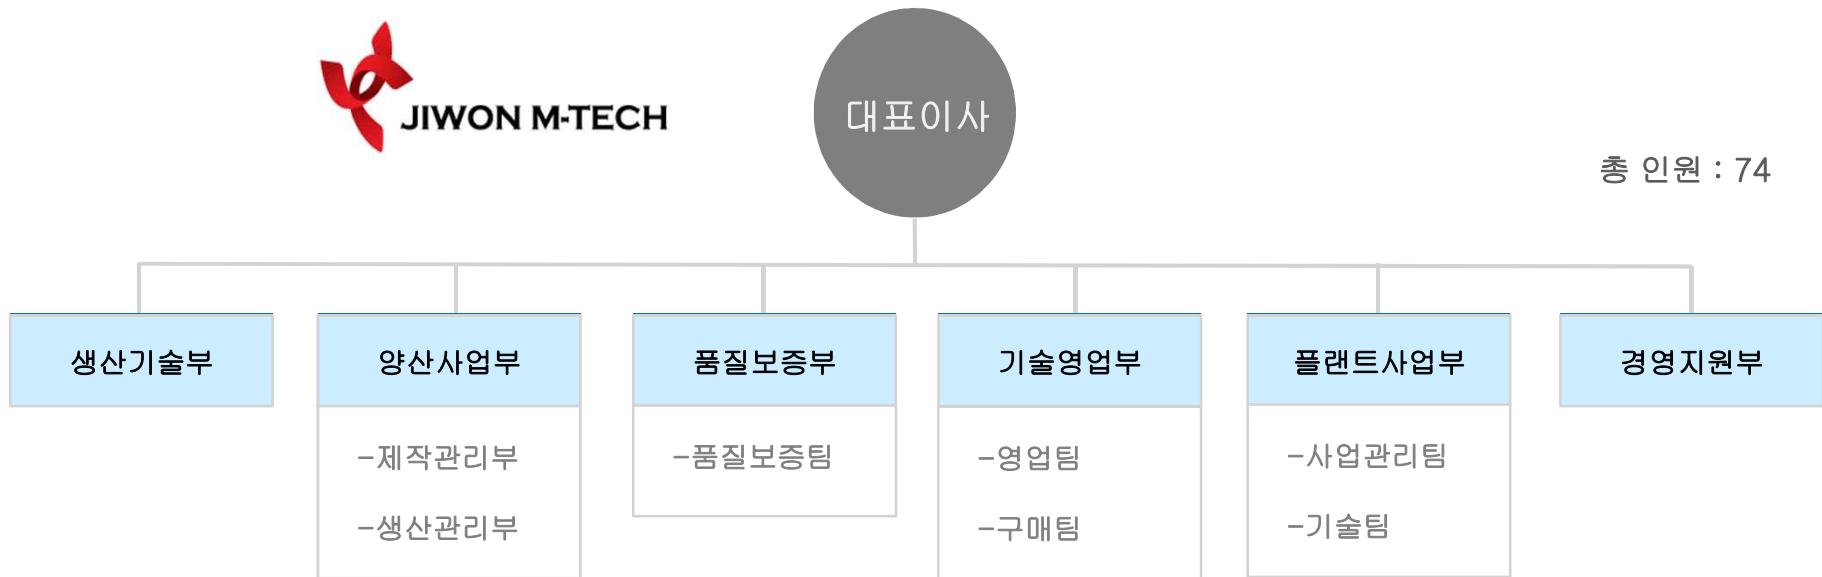 JIWON M-TECH
대표이사
총 인원 : 74
생산기술부
양산사업부
-제작관리부
-생산관리부
품질보증부
-품질보증팀
기술영업부
-영업팀
-구매팀
플랜트사업부
-사업관리팀
-기술팀
경영지원부